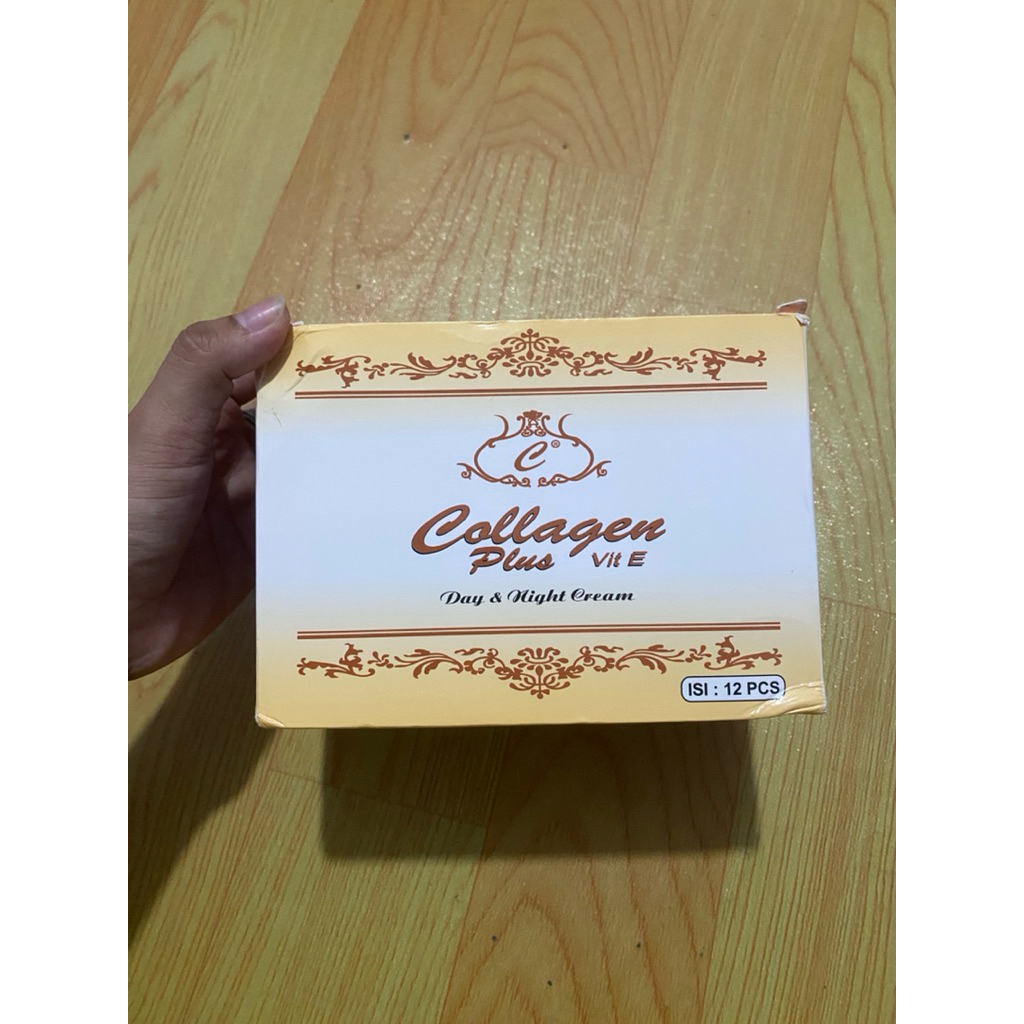 C®
Collagen
Plus Vit E
Day & Night Cream
ISI : 12 PCS